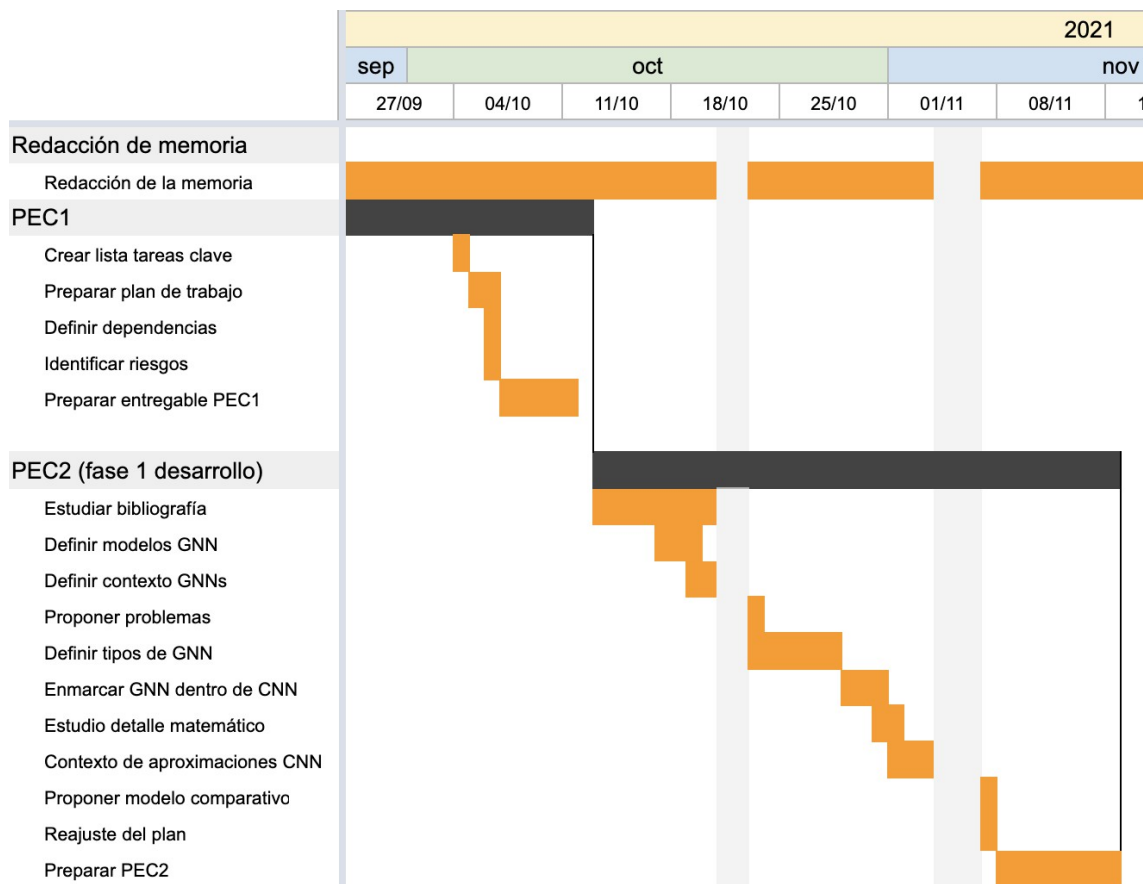 2021
sep oct nov
27/09 04/10 11/10 18/10 25/10 01/11 08/11 1
Redacción de memoria
Redacción de la memoria
PEC1
Crear lista tareas clave
Preparar plan de trabajo
Definir dependencias
Identificar riesgos
Preparar entregable PEC1
PEC2 (fase 1 desarrollo)
Estudiar bibliografía
Definir modelos GNN
Definir contexto GNNs
Proponer problemas
Definir tipos de GNN
Enmarcar GNN dentro de CNN
Estudio detalle matemático
Contexto de aproximaciones CNN
Proponer modelo comparativo
Reajuste del plan
Preparar PEC2